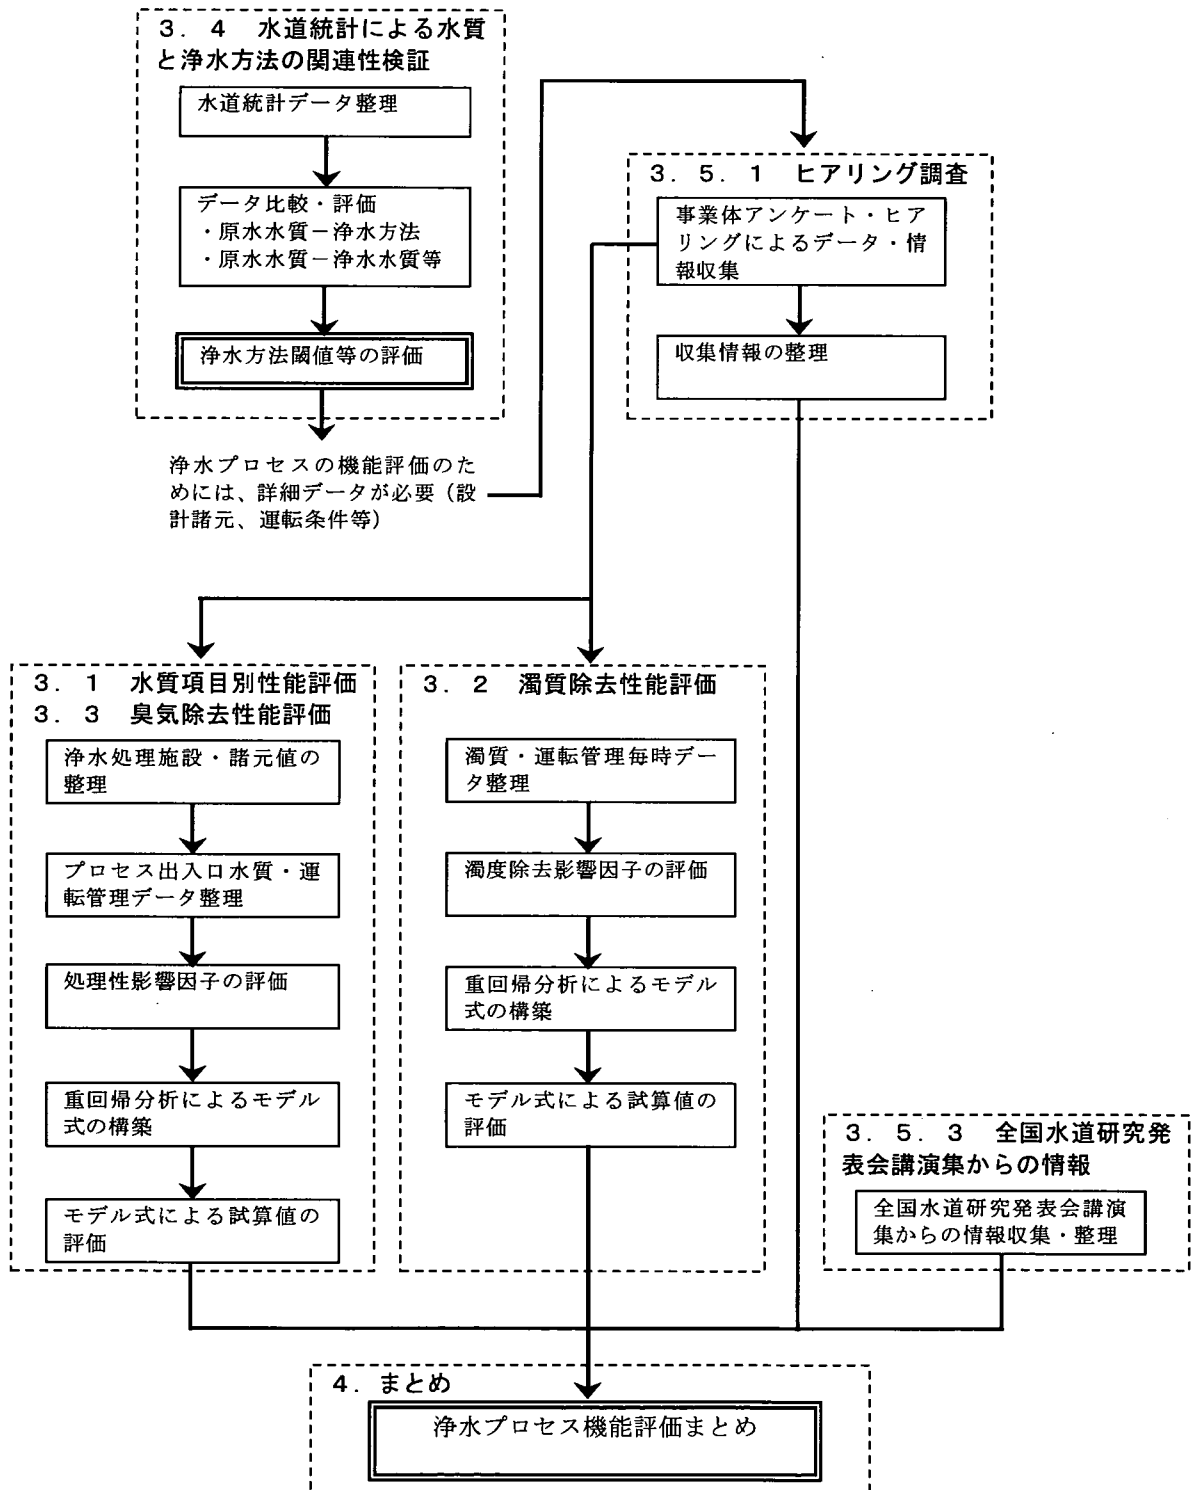 3．4　水道統計による水質
と浄水方法の関連性検証
水道統計データ整理
データ比較・評価
・原水水質－浄水方法
・原水水質－浄水水質等
浄水方法閾値等の評価
浄水プロセスの機能評価のた
めには、詳細データが必要（設
計諸元、運転条件等）
3．5．1　ヒアリング調査
事業体アンケート・ヒア
リングによるデータ・情
報収集
収集情報の整理
3．1　水質項目別性能評価
3．3　臭気除去性能評価
浄水処理施設・諸元値の
整理
プロセス出入口水質・運
転管理データ整理
処理性影響因子の評価
重回帰分析によるモデル
式の構築
モデル式による試算値の
評価
3．2　濁質除去性能評価
濁質・運転管理毎時デー
タ整理
濁度除去影響因子の評価
重回帰分析によるモデル
式の構築
モデル式による試算値の
評価
3．5．3　全国水道研究発
表会講演集からの情報
全国水道研究発表会講演
集からの情報収集・整理
4．まとめ
浄水プロセス機能評価まとめ